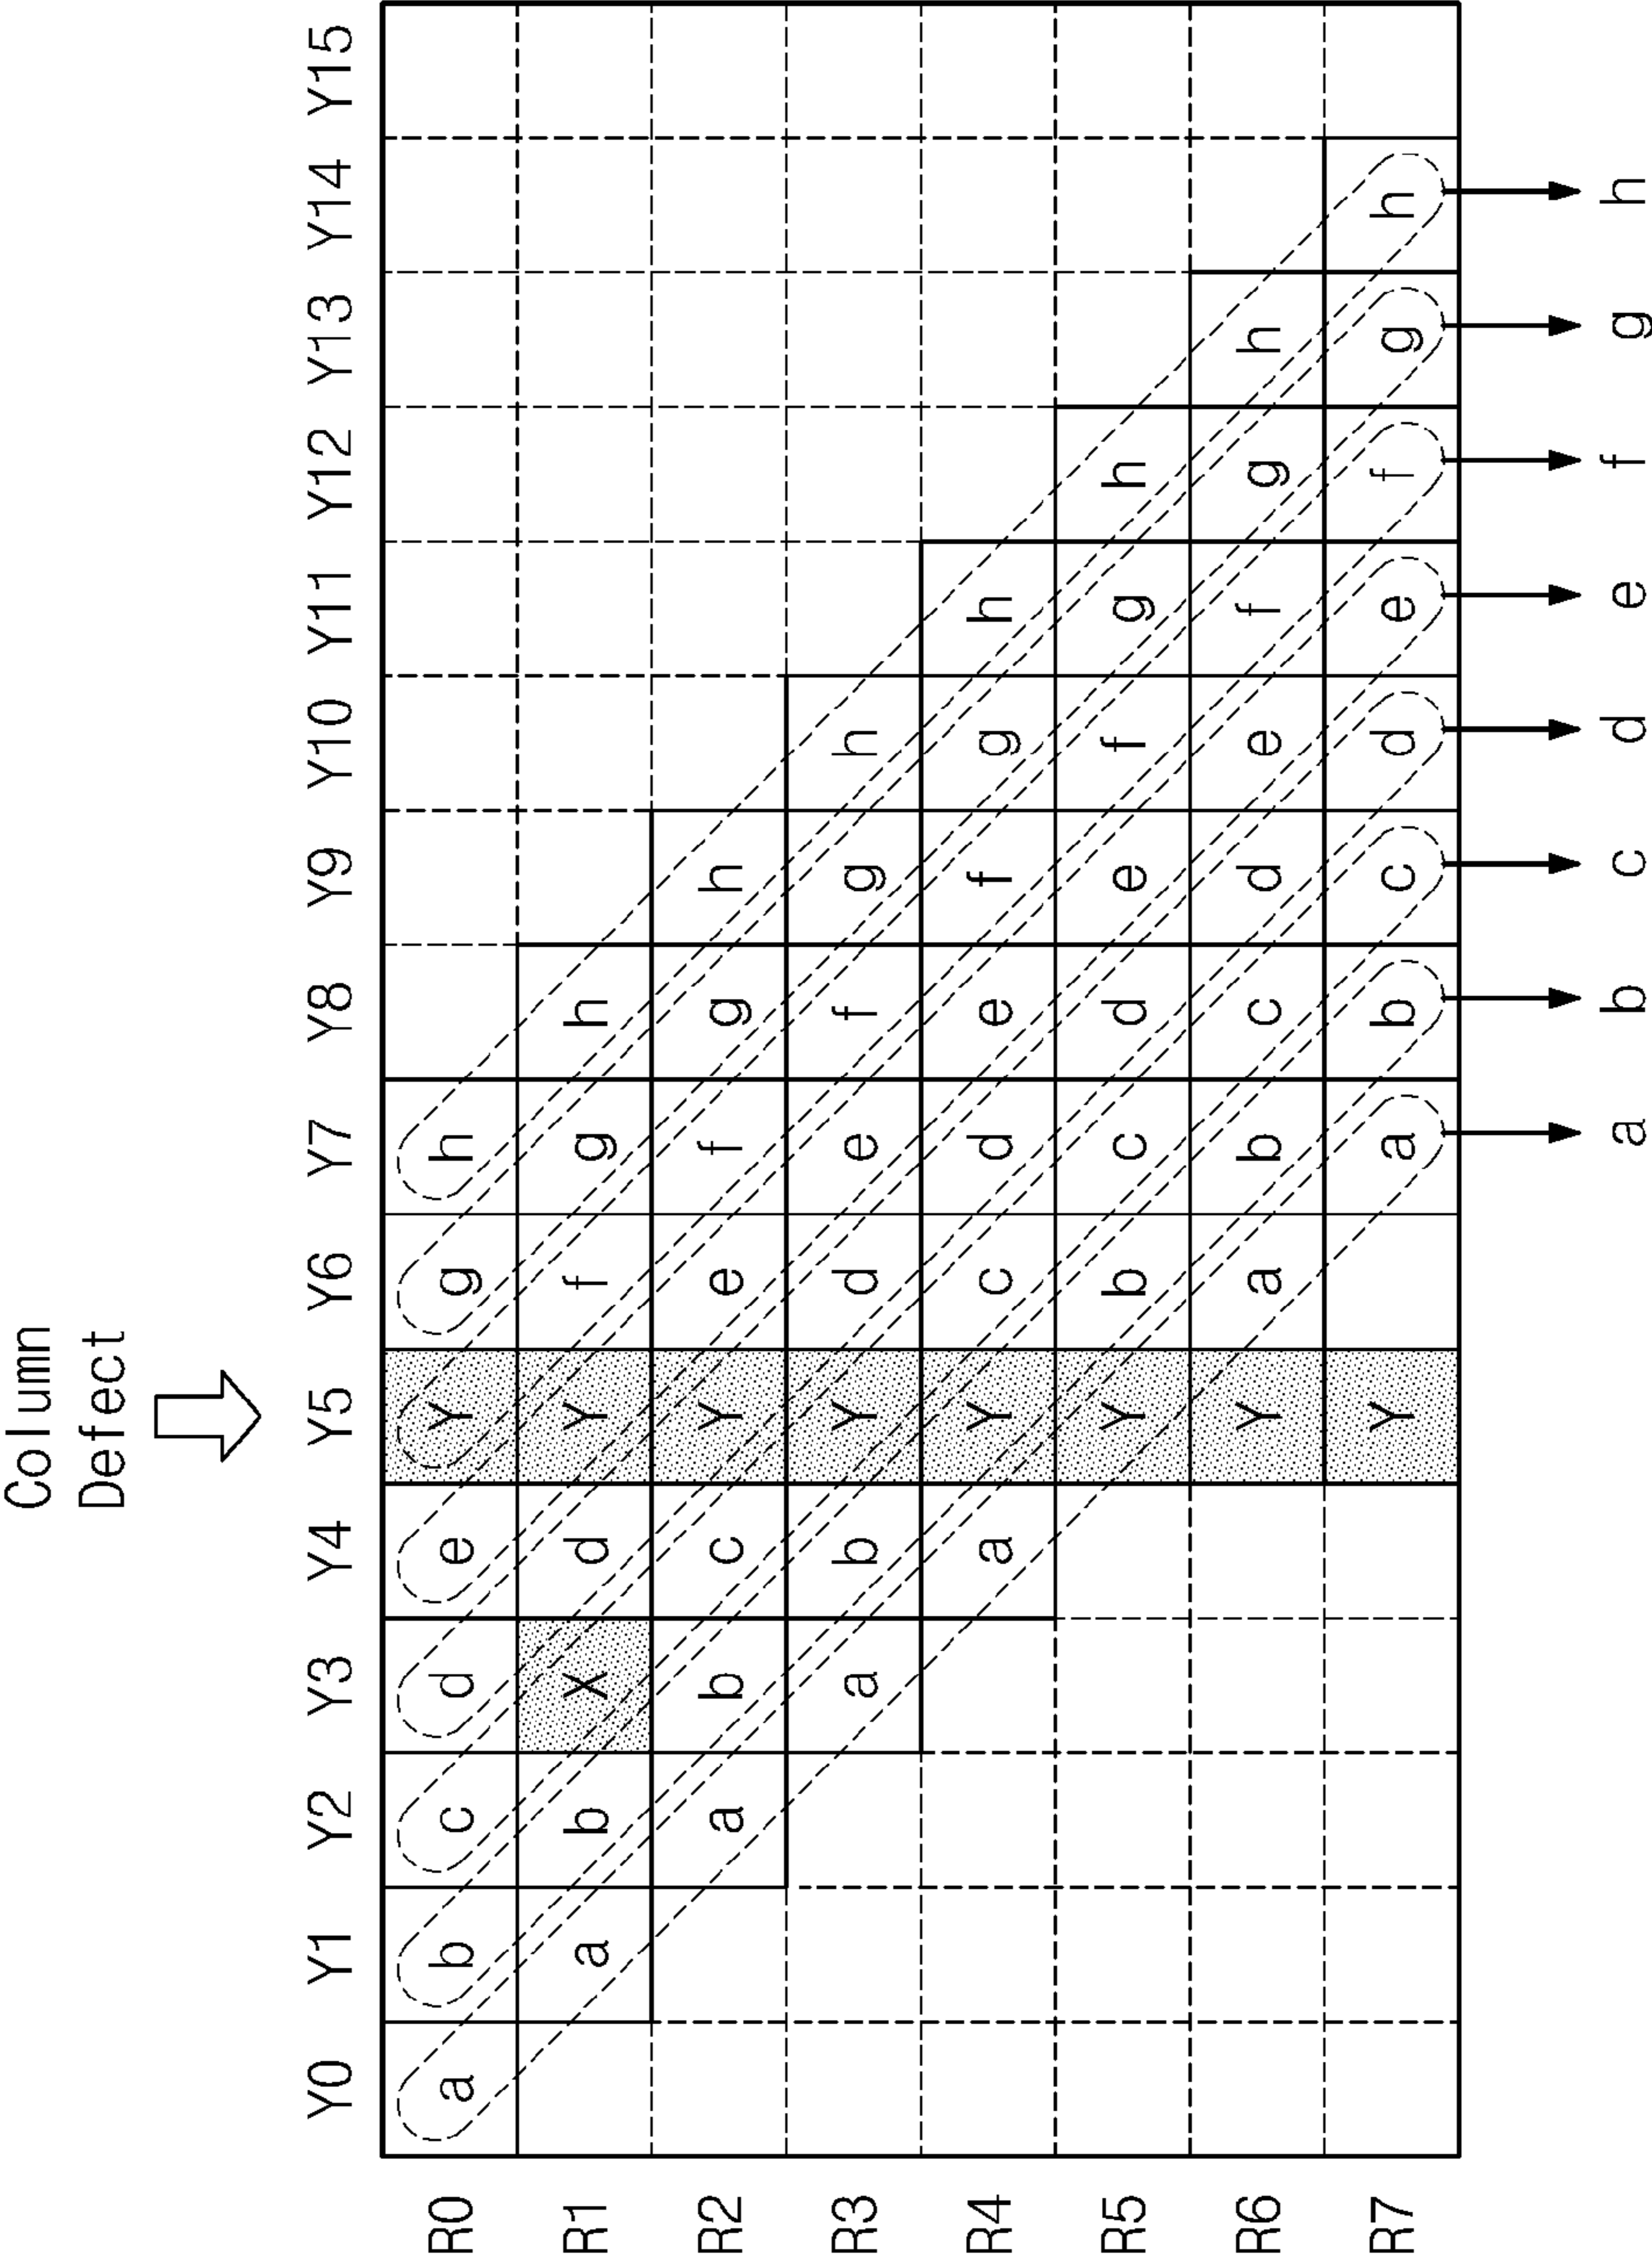 Column
Defect
Y0 Y1 Y2 Y3 Y4 Y5 Y6 Y7 Y8 Y9 Y10 Y11 Y12 Y13 Y14 Y15
R0 a b c d e Y g h
R1 a b X d Y f g h
R2 a b c Y e f g h
R3 a b Y d e f g h
R4 a Y c d e f g h
R5 Y b c d e f g h
R6 Y a b c d e f g h
R7 Y a b c d e f g h
a b c d e f g h